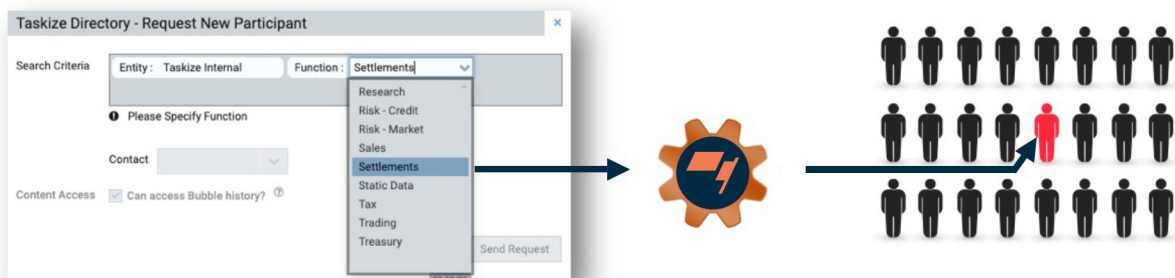 Taskize Directory - Request New Participant ×
Search Criteria
Entity : Taskize Internal Function : Settlements
Research
Please Specify Function
Risk - Credit
Risk - Market
Sales
Contact
Settlements
Static Data
Content Access Can access Bubble history? ?
Tax
Trading
Treasury
Send Request